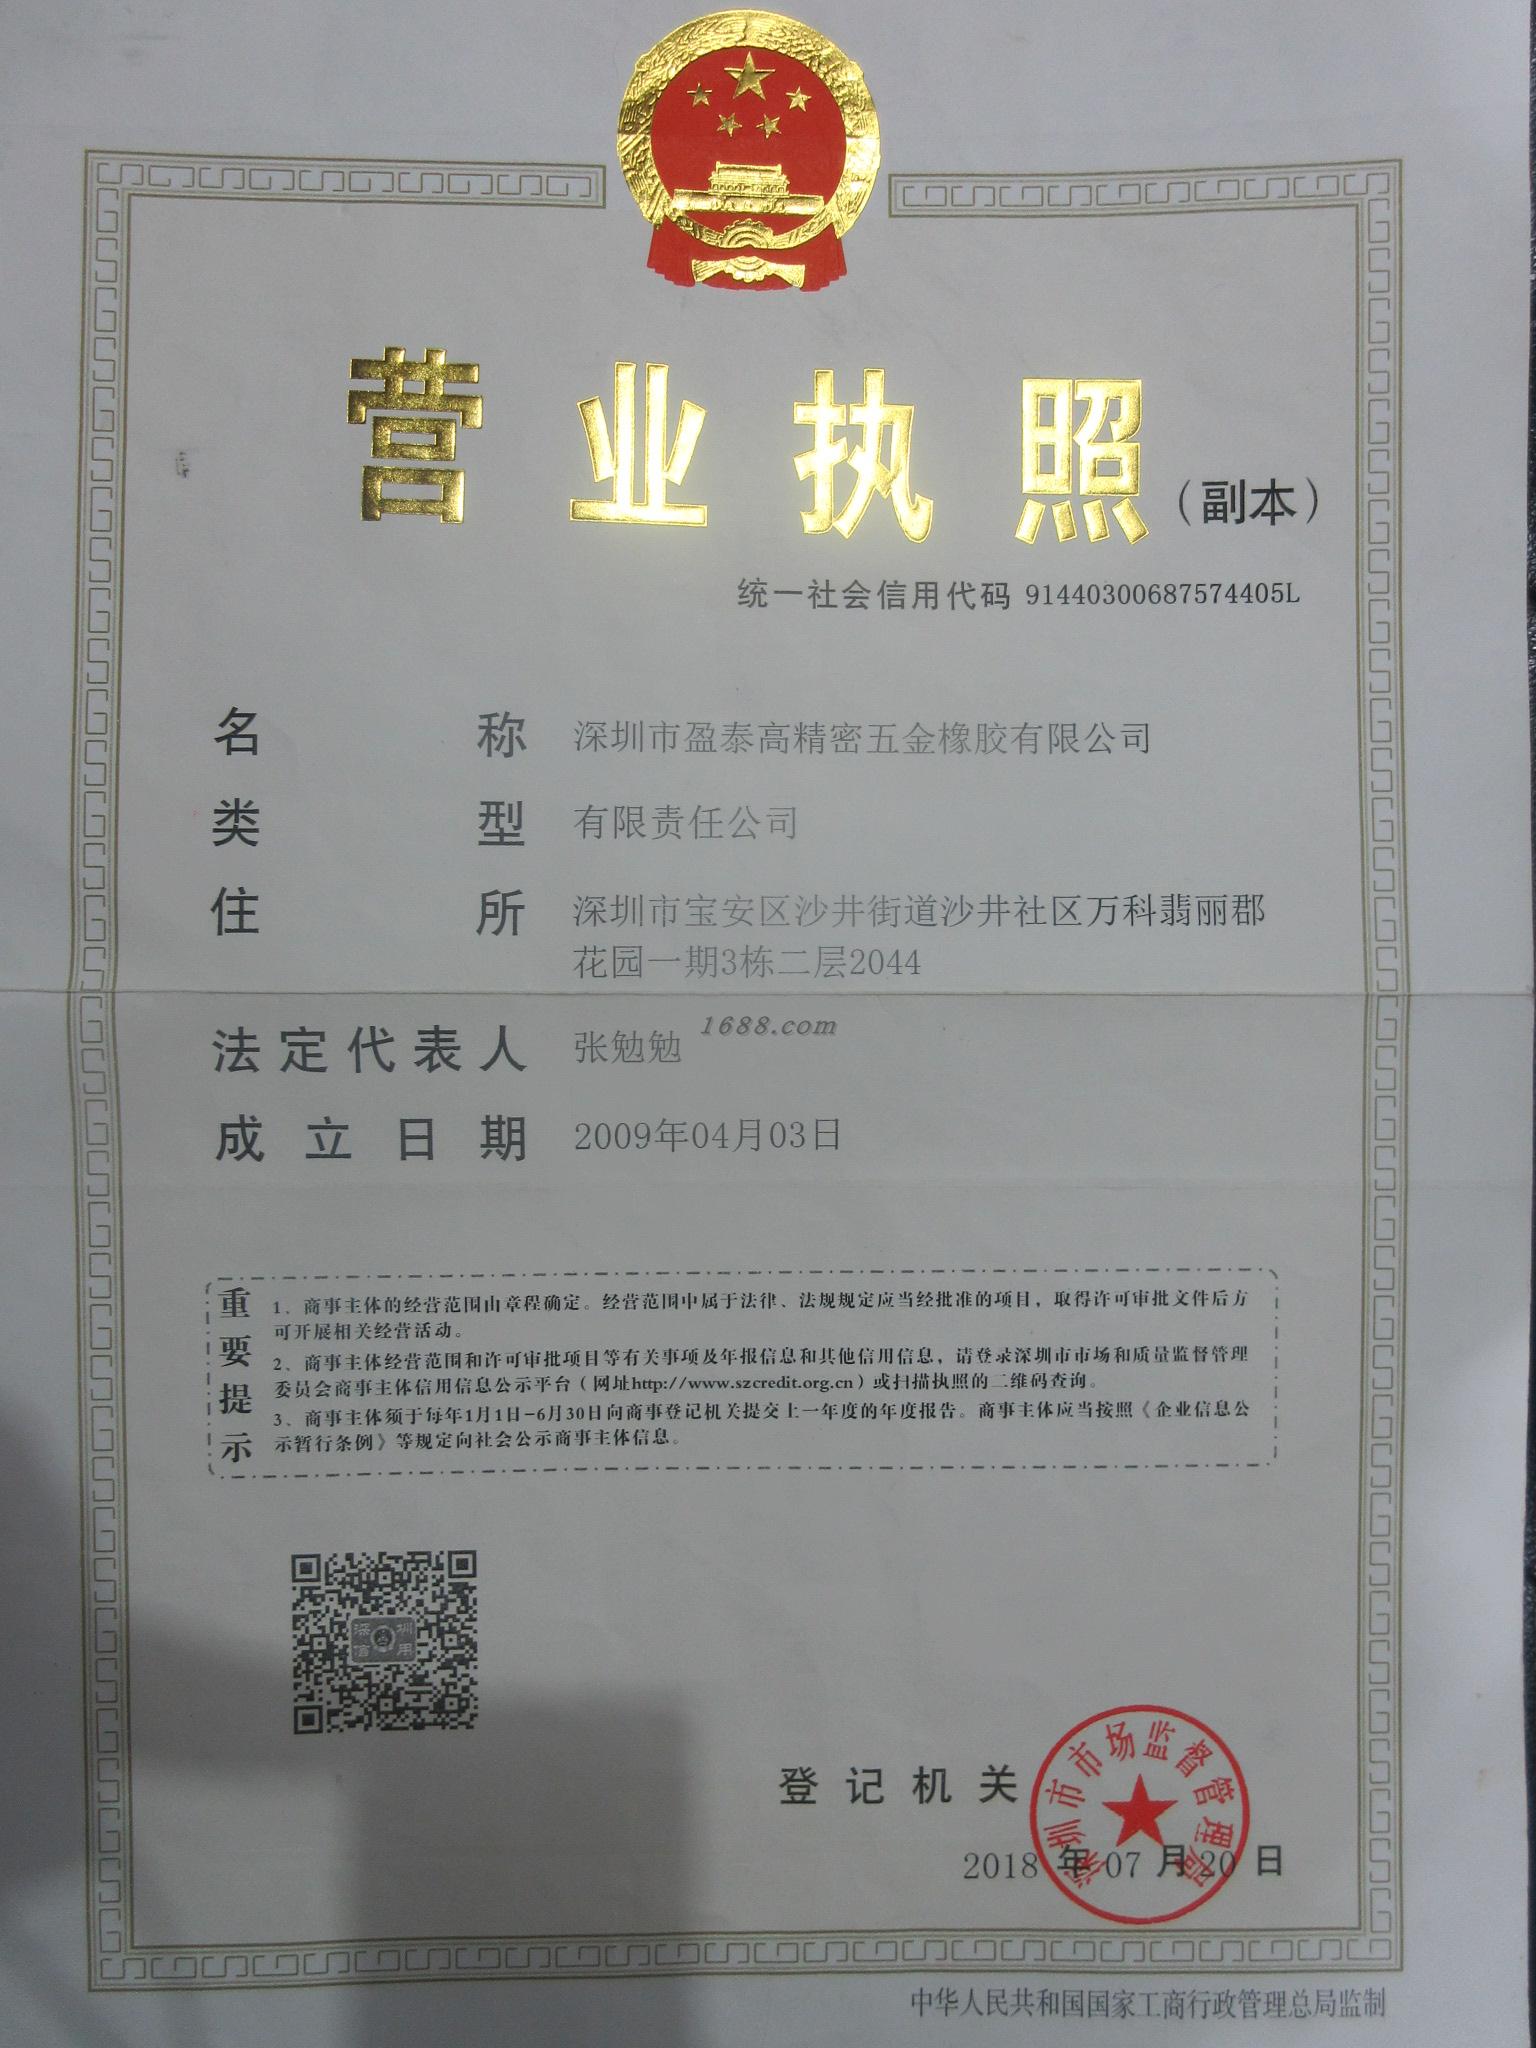 营业执照（副本）
统一社会信用代码 91440300687574405L
名称 深圳市盈泰高精密五金橡胶有限公司
类型 有限责任公司
住所 深圳市宝安区沙井街道沙井社区万科翡丽郡
花园一期3栋二层2044
1688.com
法定代表人 张勉勉
成立日期 2009年04月03日
重要提示
1、商事主体的经营范围由章程确定。经营范围中属于法律、法规规定应当经批准的项目，取得许可审批文件后方
可开展相关经营活动。
2、商事主体经营范围和许可审批项目等有关事项及年报信息和其他信用信息，请登录深圳市市场和质量监督管理
委员会商事主体信用信息公示平台（网址http://www.szcredit.org.cn）或扫描执照的二维码查询。
3、商事主体须于每年1月1日-6月30日向商事登记机关提交上一年度的年度报告。商事主体应当按照《企业信息公
示暂行条例》等规定向社会公示商事主体信息。
深圳
信用
登记机关
深圳市市场监督管理局
2018 年 07 月 20 日
中华人民共和国国家工商行政管理总局监制